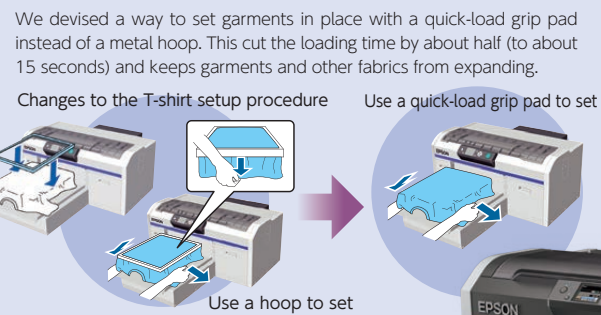 We devised a way to set garments in place with a quick-load grip pad
instead of a metal hoop. This cut the loading time by about half (to about
15 seconds) and keeps garments and other fabrics from expanding.
Changes to the T-shirt setup procedure
Use a quick-load grip pad to set
EPSON
EPSON
EPSON
Use a hoop to set
EPSON